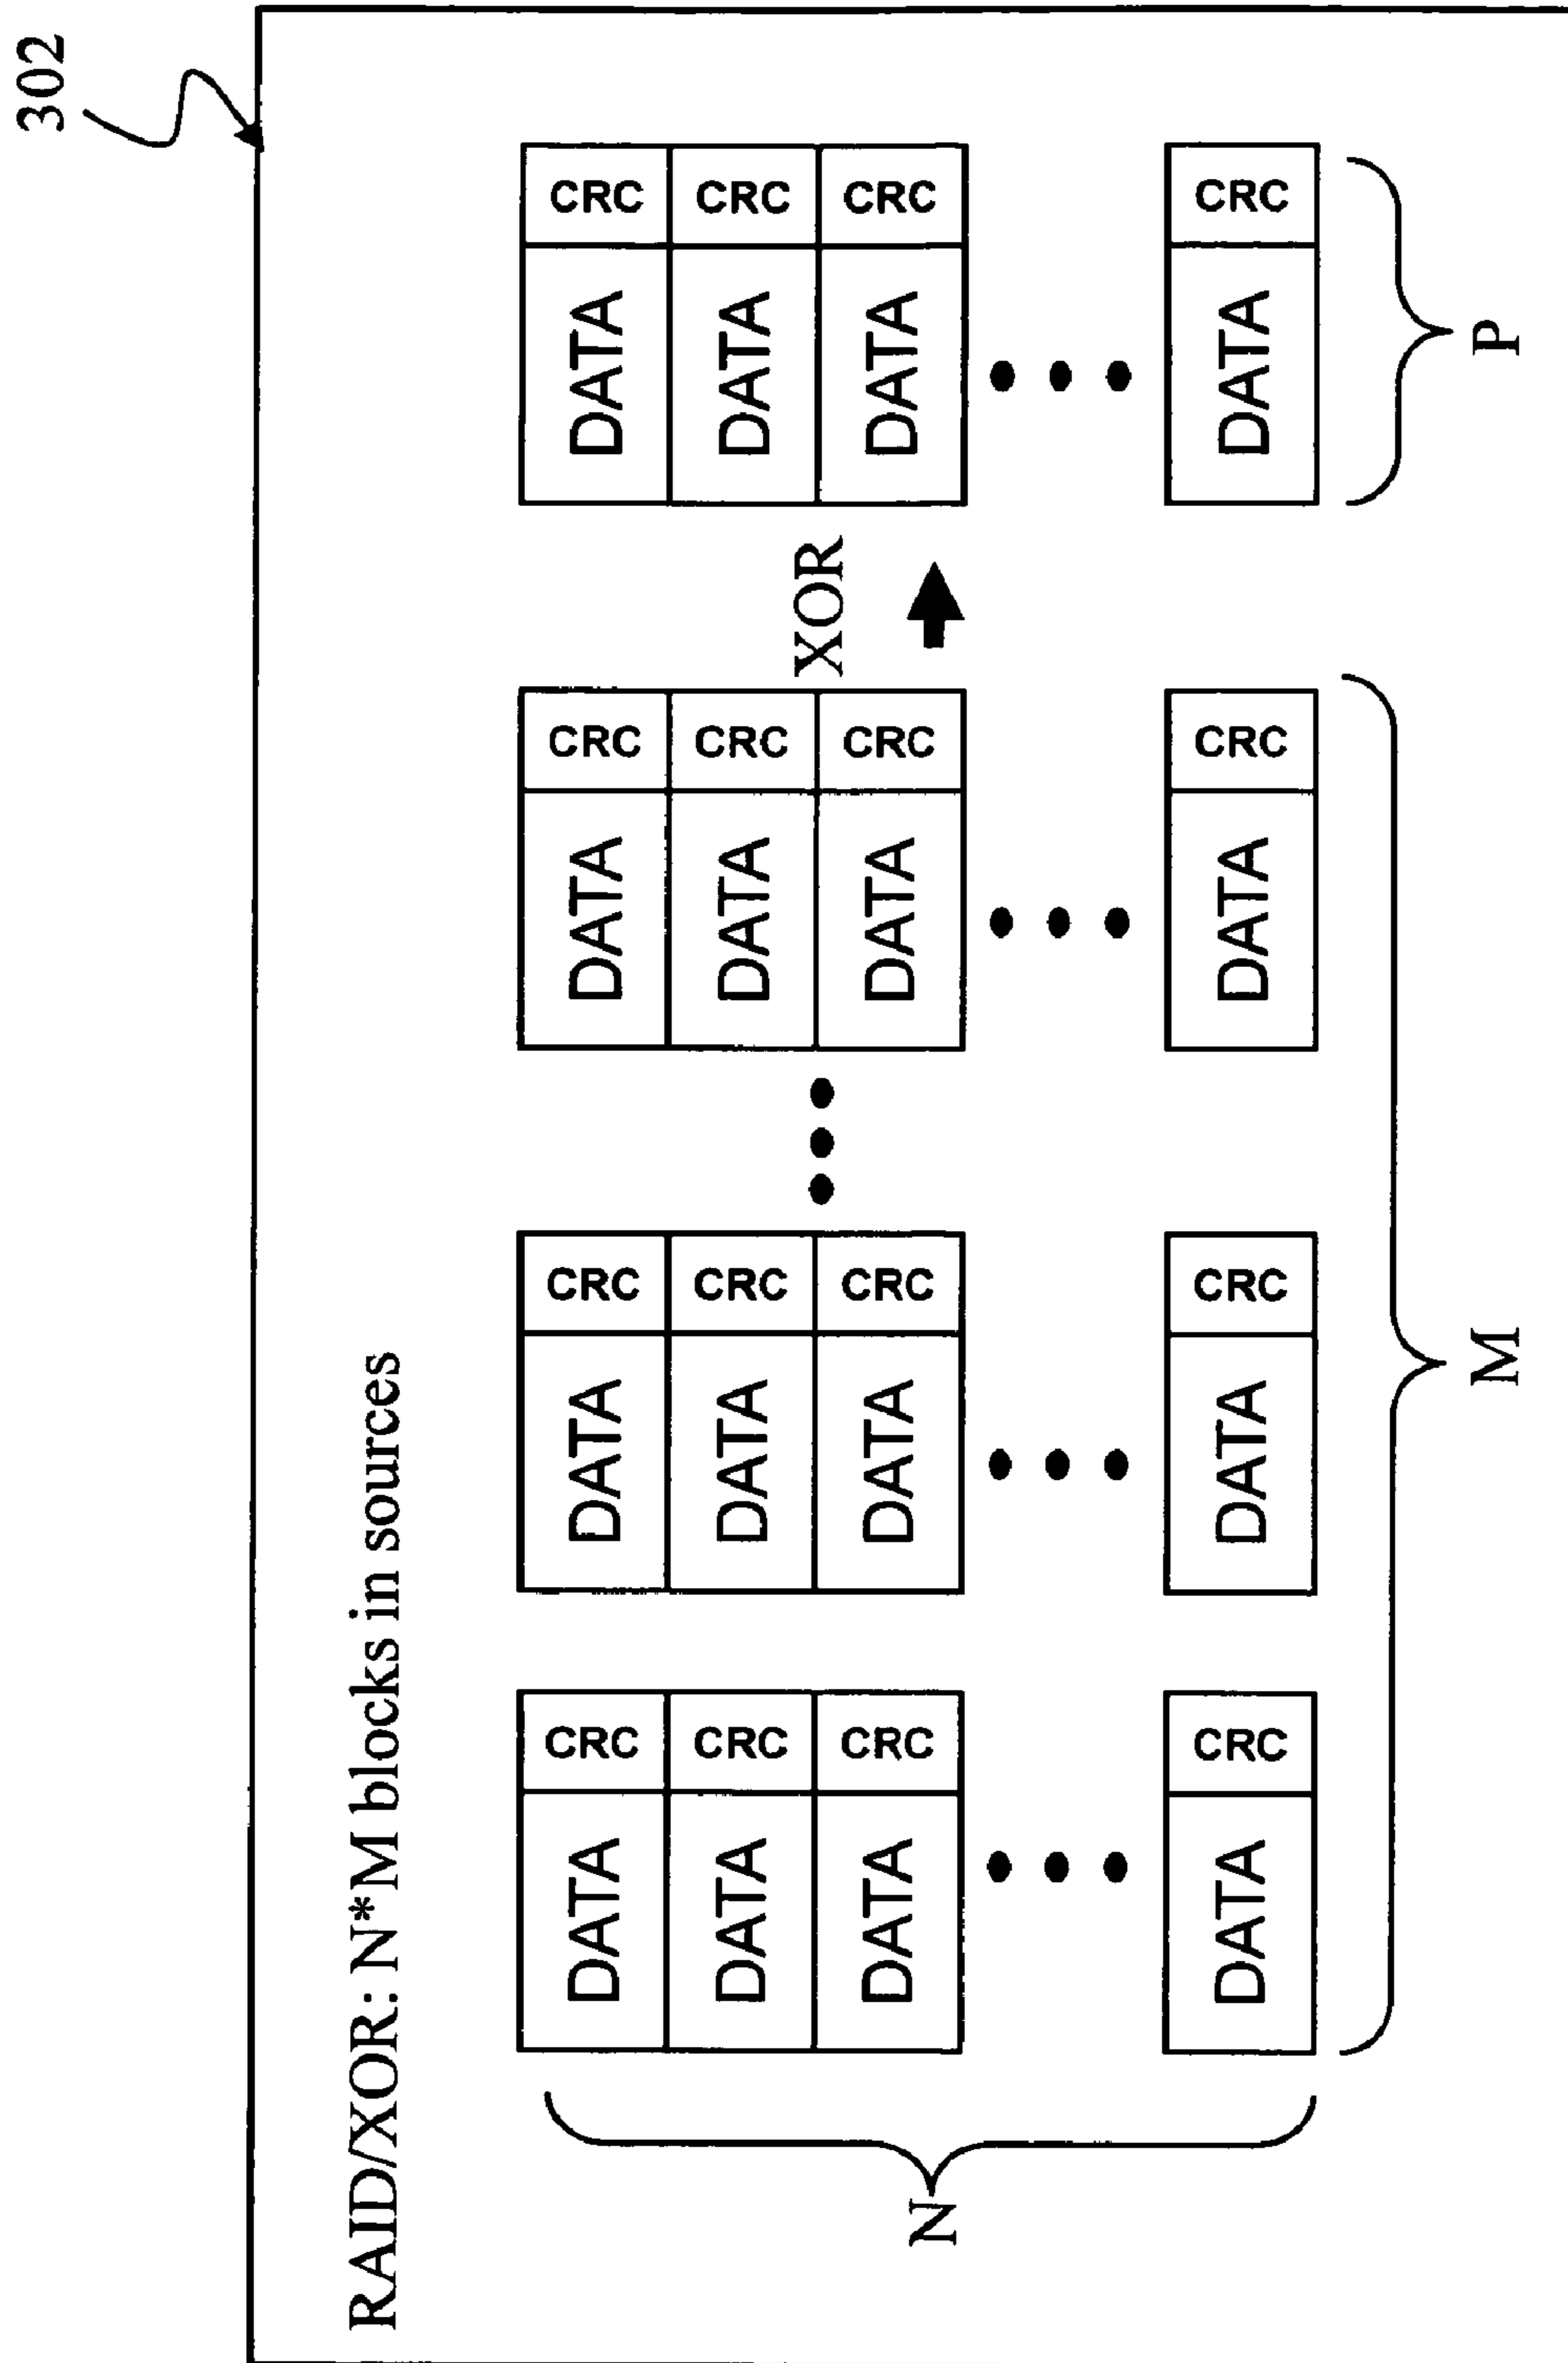 302
RAID/XOR: N*M blocks in sources
DATA CRC DATA CRC DATA CRC DATA CRC
DATA CRC DATA CRC DATA CRC DATA CRC
XOR
DATA CRC DATA CRC DATA CRC DATA CRC
N
DATA CRC DATA CRC DATA CRC DATA CRC
M P